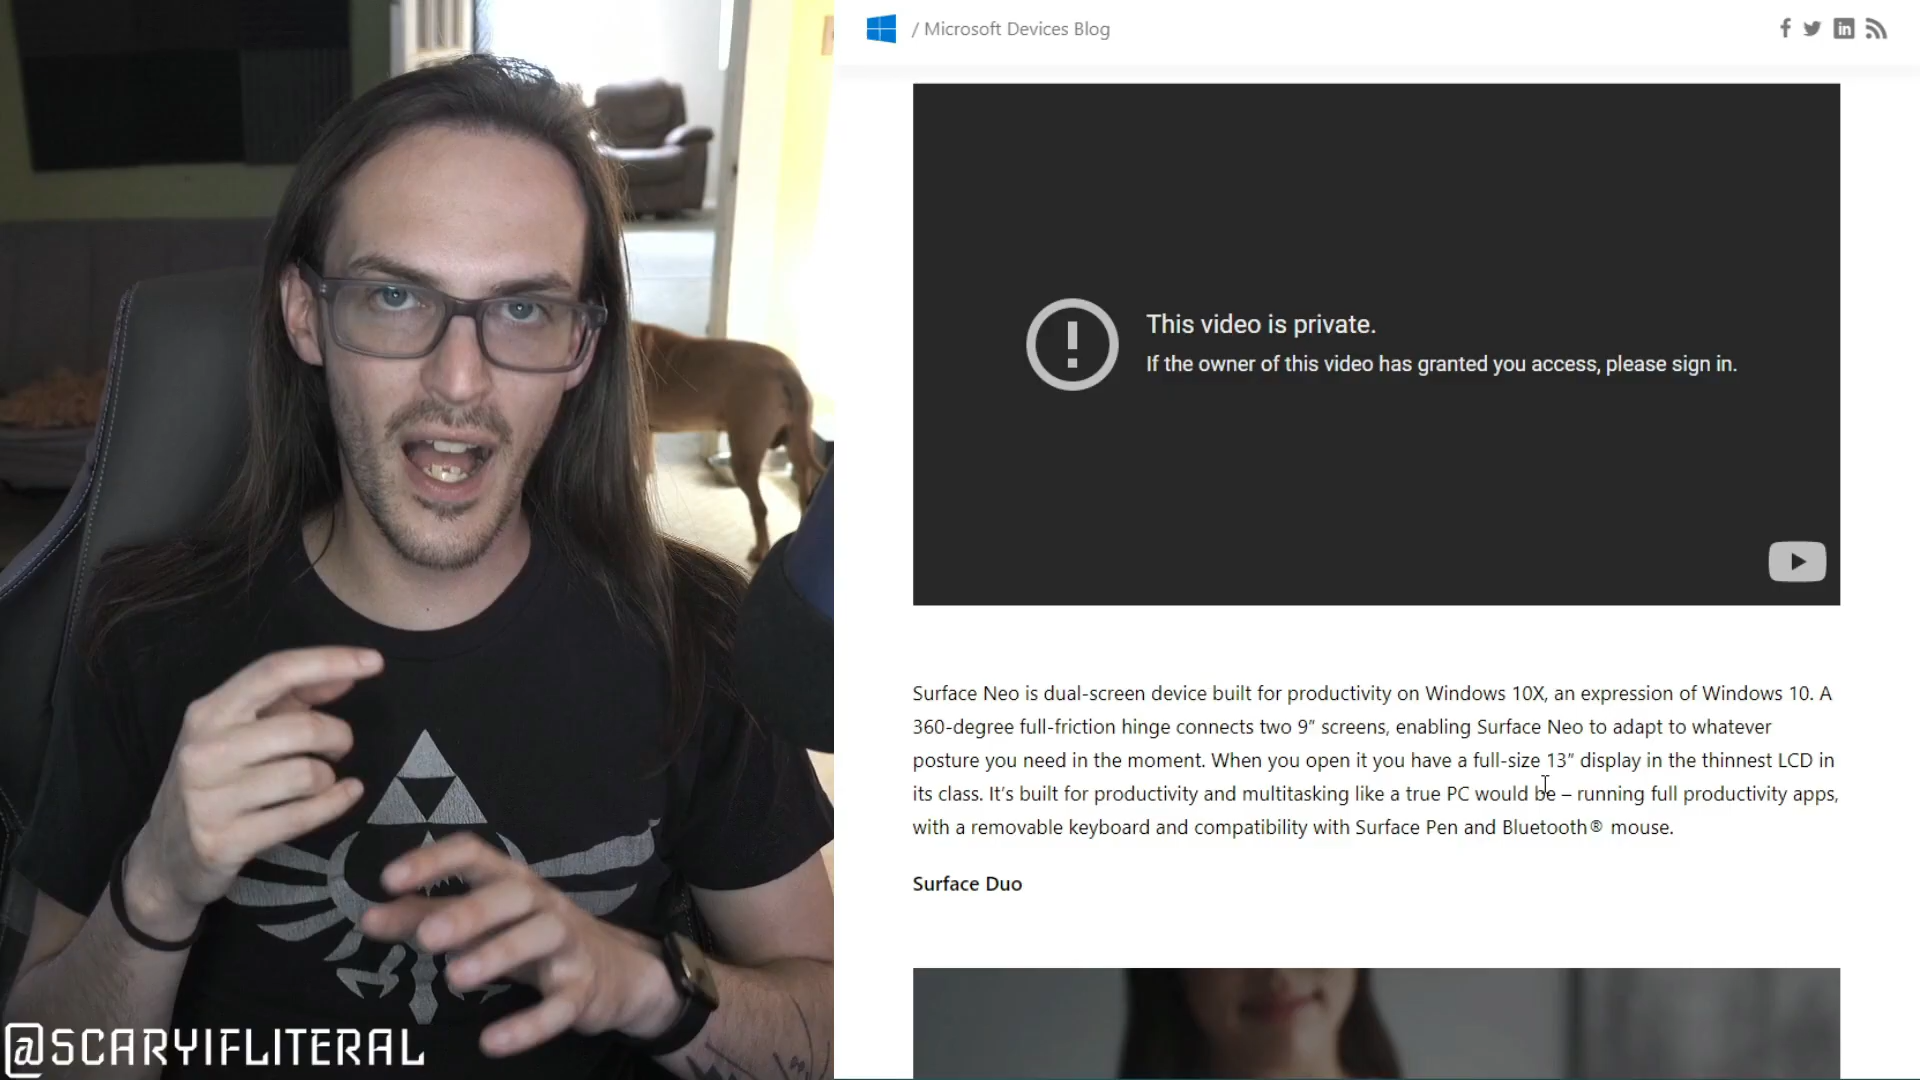 / Microsoft Devices Blog
This video is private.
If the owner of this video has granted you access, please sign in.
Surface Neo is dual-screen device built for productivity on Windows 10X, an expression of Windows 10. A
360-degree full-friction hinge connects two 9” screens, enabling Surface Neo to adapt to whatever
posture you need in the moment. When you open it you have a full-size 13” display in the thinnest LCD in
its class. It’s built for productivity and multitasking like a true PC would be – running full productivity apps,
with a removable keyboard and compatibility with Surface Pen and Bluetooth® mouse.
Surface Duo
@SCARYIFLITERAL